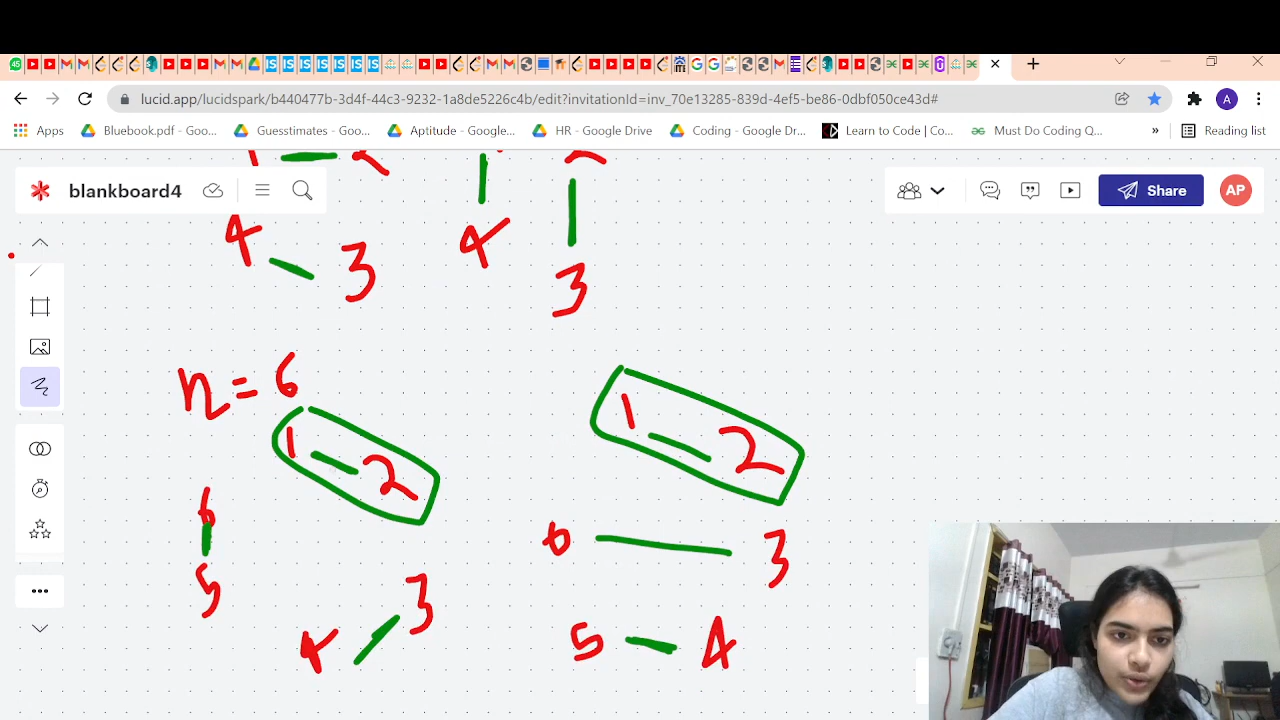 lucid.app/lucidspark/b440477b-3d4f-44c3-9232-1a8de5226c4b/edit?invitationId=inv_70e13285-839d-4ef5-be86-0dbf050ce43d#
A
Apps
Bluebook.pdf - Goo...
Guesstimates - Goo...
Aptitude - Google...
HR - Google Drive
Coding - Google Dr...
Learn to Code | Co...
Must Do Coding Q...
»
Reading list
blankboard4
Share
AP
4 3
4 3
n = 6
1 2
6
5
4 3
1 2
6 3
5 4